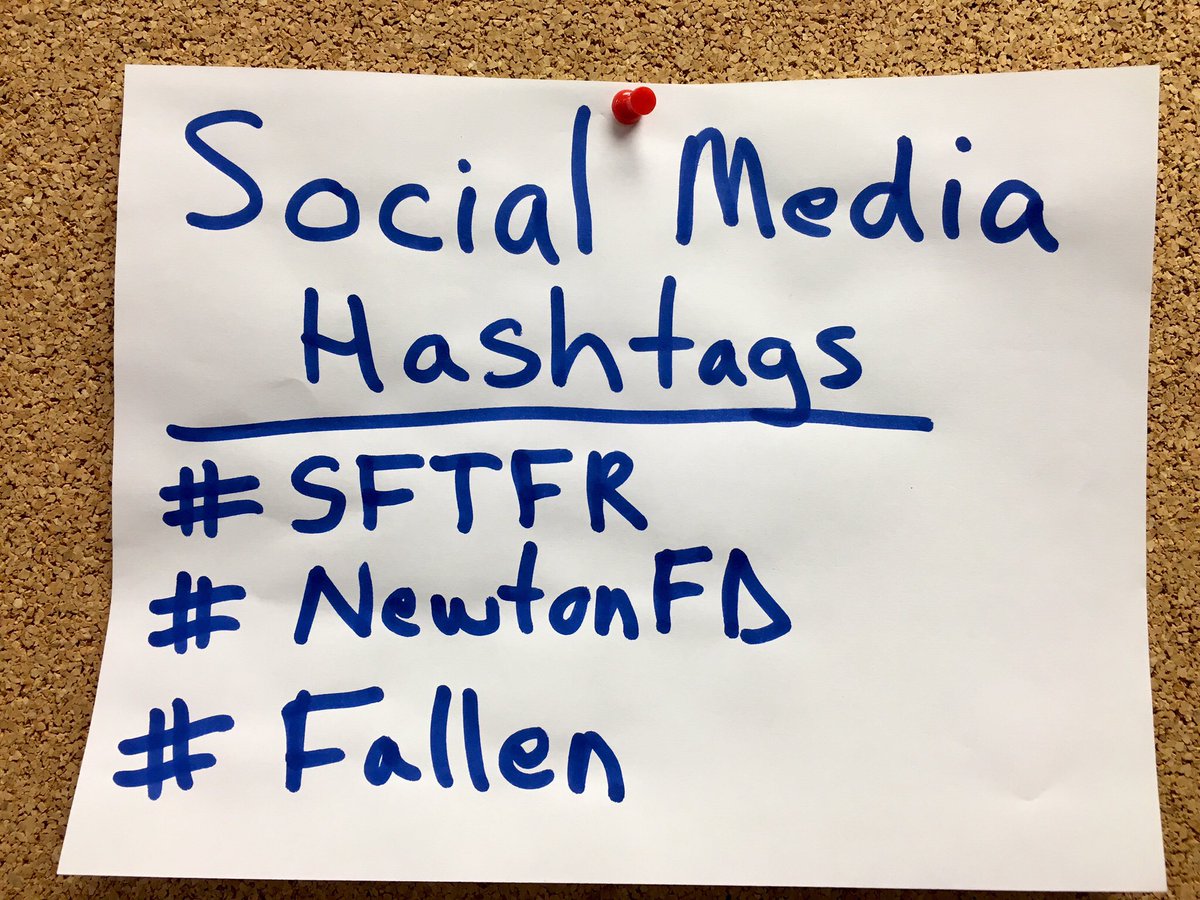 Social Media
Hashtags
# SFTFR
# NewtonFD
# Fallen